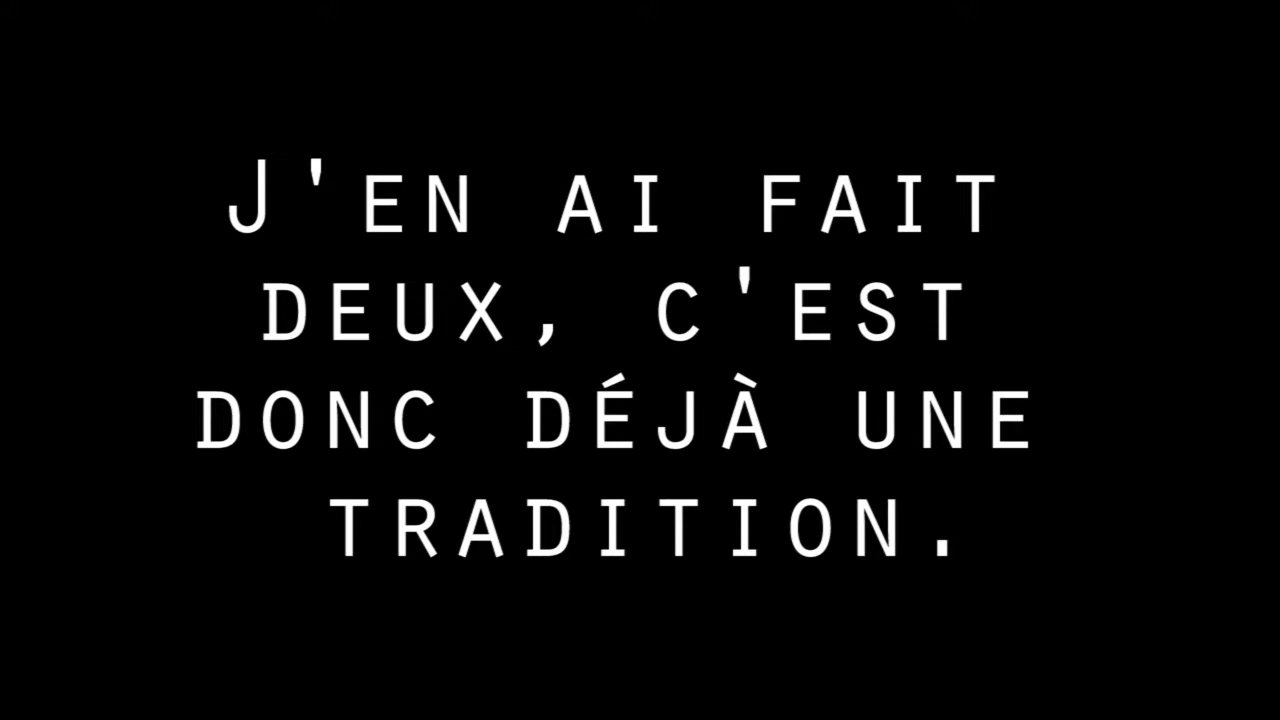 J'EN AI FAIT
DEUX, C'EST
DONC DÉJÀ UNE
TRADITION.